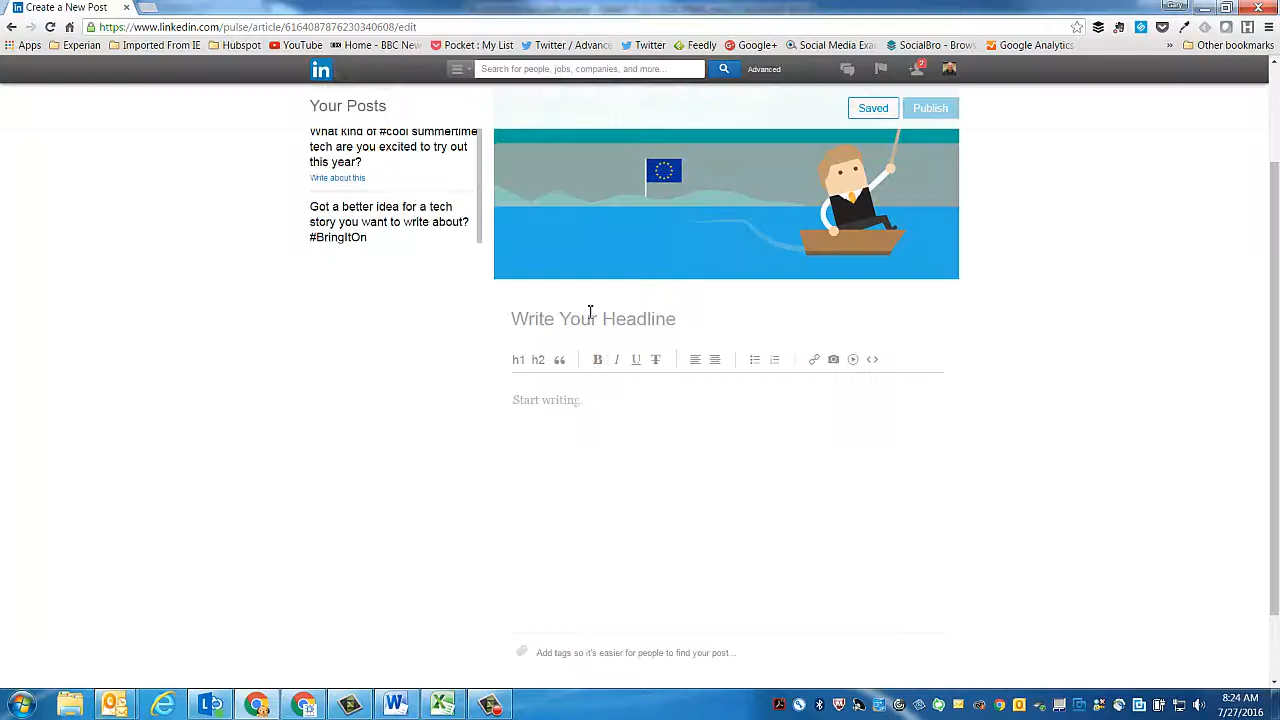 Create a New Post
https://www.linkedin.com/pulse/article/6164087876230340608/edit
Apps
Experian
Imported From IE
Hubspot
YouTube
Home - BBC New
Pocket : My List
Twitter / Advance
Twitter
Feedly
Google+
Social Media Exa
SocialBro - Brows
Google Analytics
»
Other bookmarks
in
Search for people, jobs, companies, and more...
Advanced
2
Your Posts
Saved
Publish
What kind of #cool summertime
tech are you excited to try out
this year?
Write about this
Got a better idea for a tech
story you want to write about?
#BringItOn
Write Your Headline
h1 h2 B I U T
Start writing.
Add tags so it's easier for people to find your post...
8:24 AM
7/27/2016